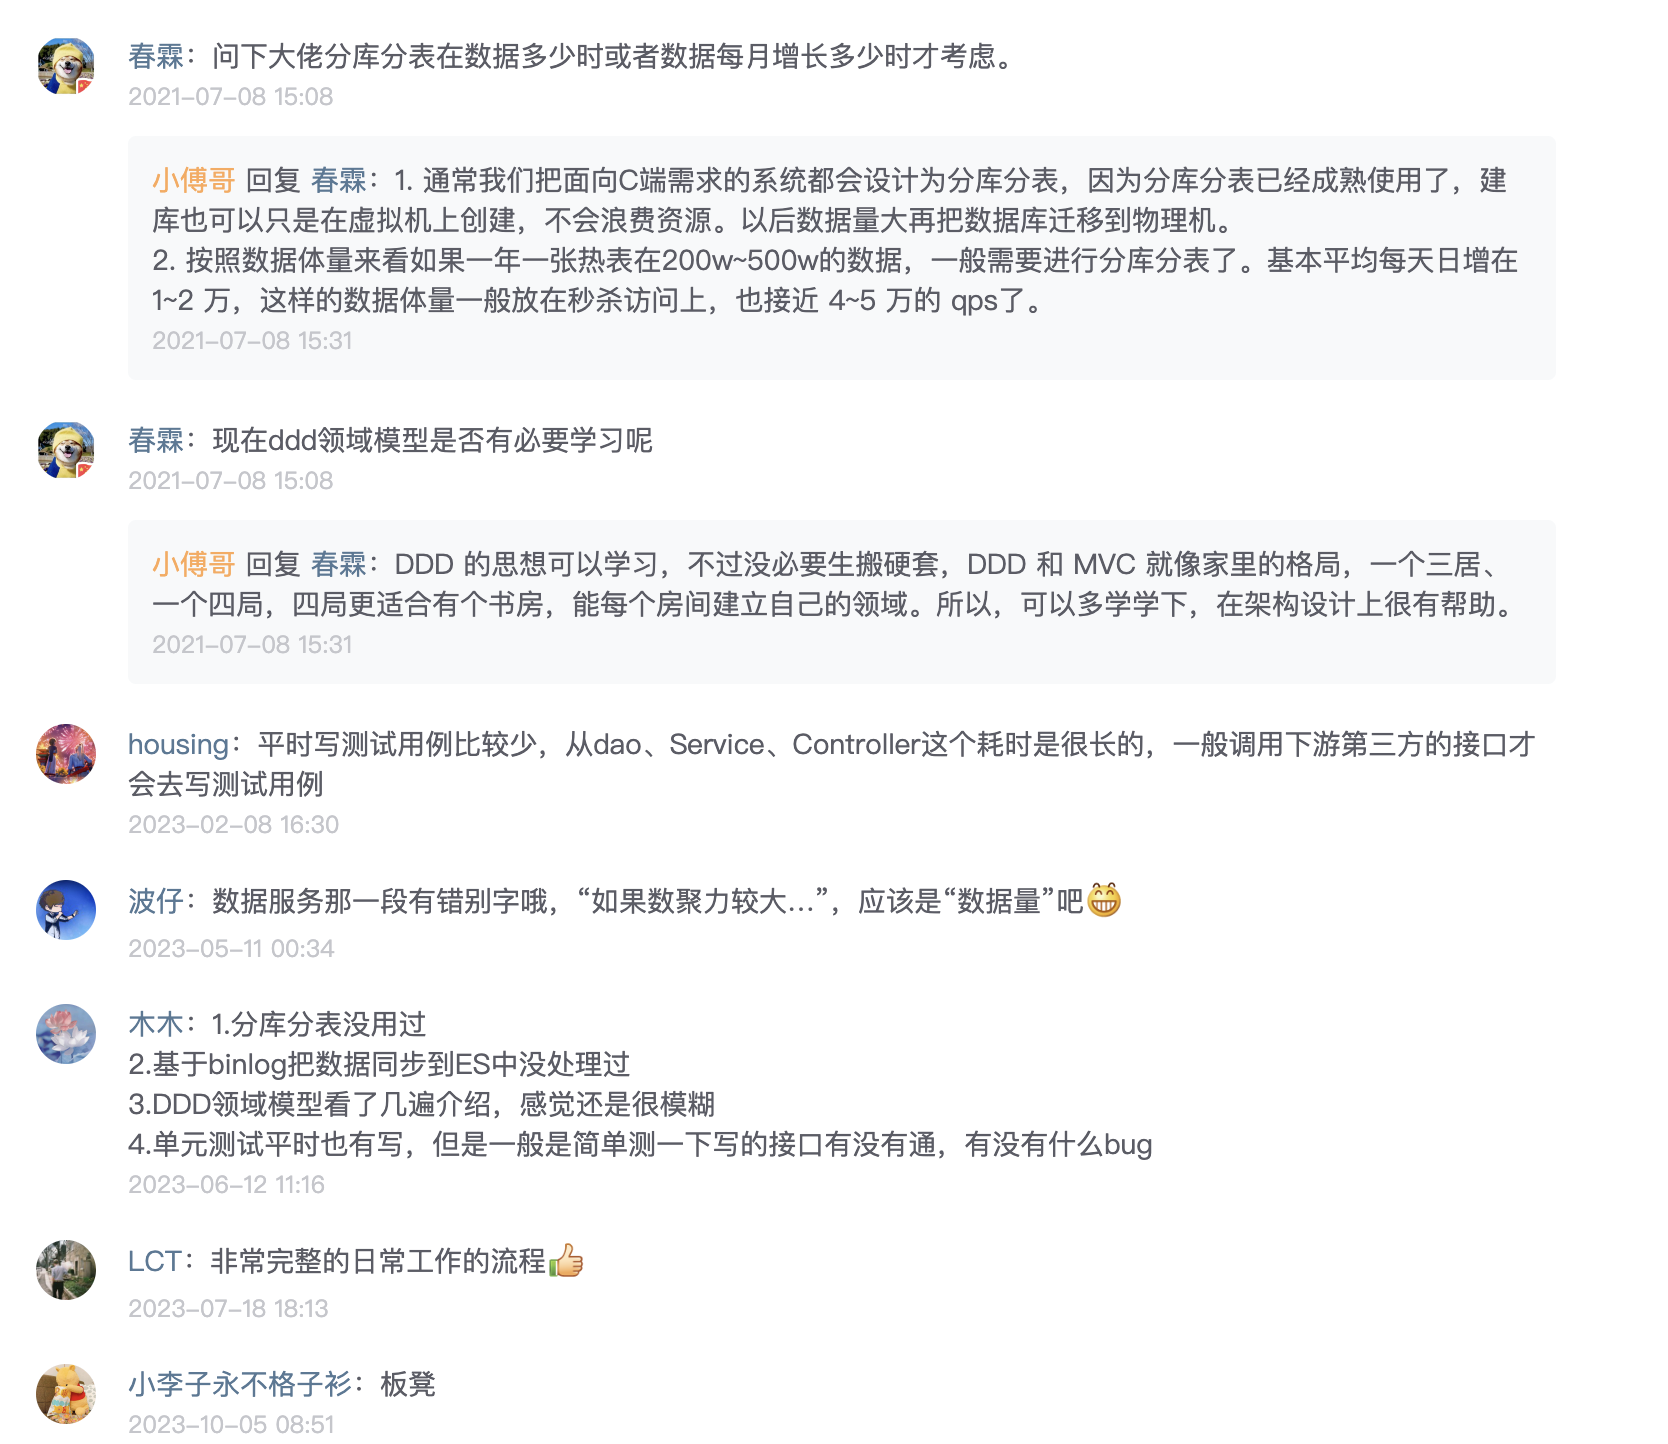 春霖：问下大佬分库分表在数据多少时或者数据每月增长多少时才考虑。
2021-07-08 15:08
小傅哥 回复 春霖：1. 通常我们把面向C端需求的系统都会设计为分库分表，因为分库分表已经成熟使用了，建
库也可以只是在虚拟机上创建，不会浪费资源。以后数据量大再把数据库迁移到物理机。
2. 按照数据体量来看如果一年一张热表在200w~500w的数据，一般需要进行分库分表了。基本平均每天日增在
1~2 万，这样的数据体量一般放在秒杀访问上，也接近 4~5 万的 qps了。
2021-07-08 15:31
春霖：现在ddd领域模型是否有必要学习呢
2021-07-08 15:08
小傅哥 回复 春霖：DDD 的思想可以学习，不过没必要生搬硬套，DDD 和 MVC 就像家里的格局，一个三居、
一个四局，四局更适合有个书房，能每个房间建立自己的领域。所以，可以多学学下，在架构设计上很有帮助。
2021-07-08 15:31
housing：平时写测试用例比较少，从dao、Service、Controller这个耗时是很长的，一般调用下游第三方的接口才
会去写测试用例
2023-02-08 16:30
波仔：数据服务那一段有错别字哦，“如果数聚力较大...”，应该是“数据量”吧😁
2023-05-11 00:34
木木：1.分库分表没用过
2.基于binlog把数据同步到ES中没处理过
3.DDD领域模型看了几遍介绍，感觉还是很模糊
4.单元测试平时也有写，但是一般是简单测一下写的接口有没有通，有没有什么bug
2023-06-12 11:16
LCT：非常完整的日常工作的流程👍
2023-07-18 18:13
小李子永不格子衫：板凳
2023-10-05 08:51